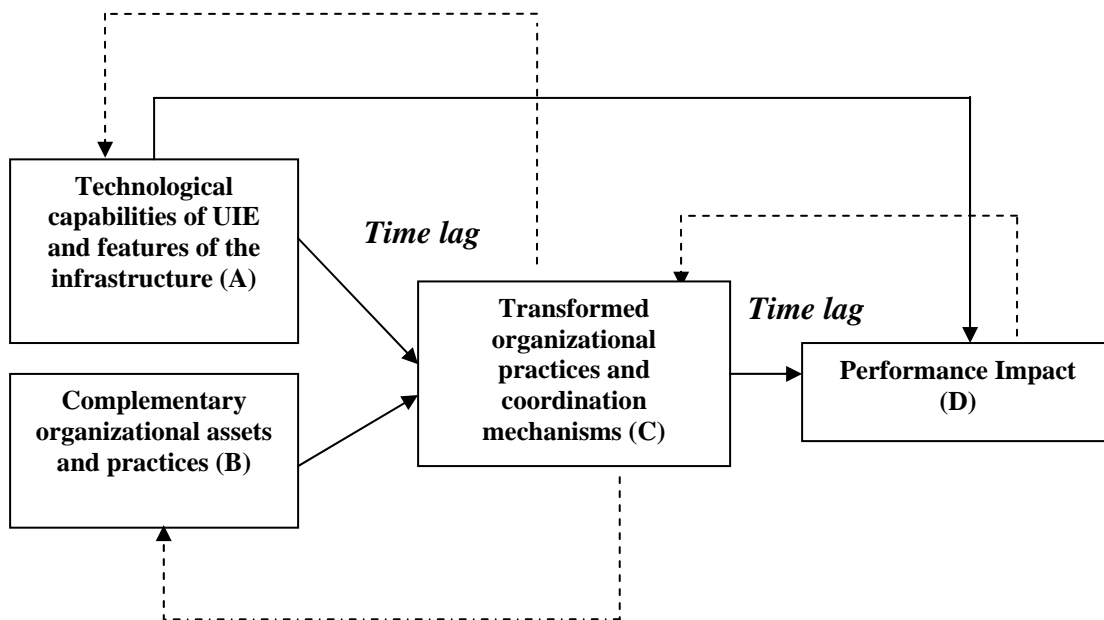 Technological
capabilities of UIE
and features of the
infrastructure (A)
Time lag
Complementary
organizational assets
and practices (B)
Transformed
organizational
practices and
coordination
mechanisms (C)
Time lag
Performance Impact
(D)